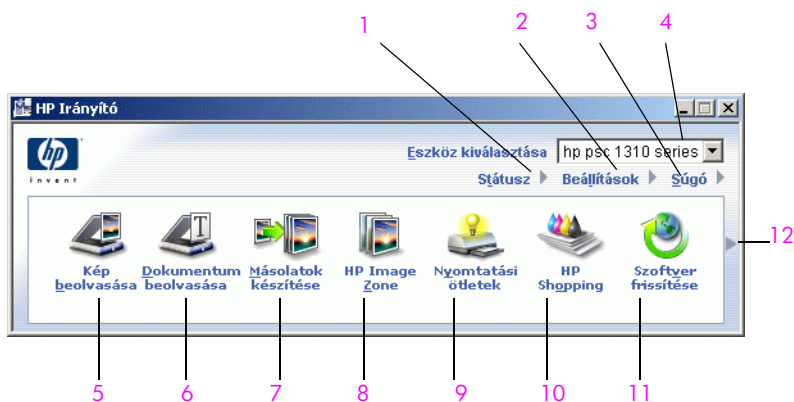 1
2
3
4
HP Irányító
hp
invent
Eszköz kiválasztása hp psc 1310 series
Státusz Beállítások Súgó
12
Kép beolvasása
Dokumentum beolvasása
Másolatok készítése
HP Image Zone
Nyomtatási ötletek
HP Shopping
Szoftver frissítése
5
6
7
8
9
10
11